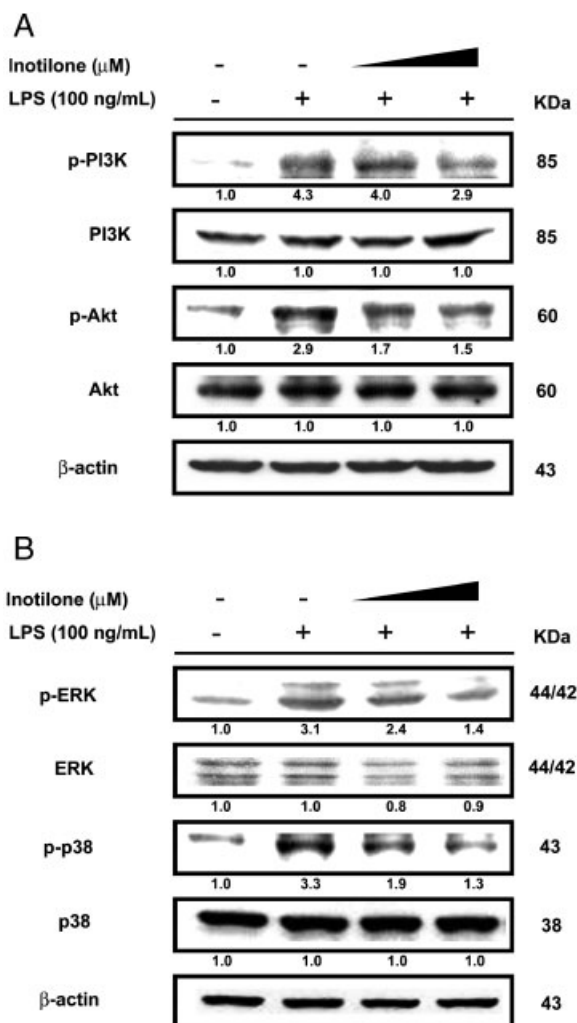 A
Inotilone (μM) - -
LPS (100 ng/mL) - + + + KDa
p-PI3K 85
1.0 4.3 4.0 2.9
PI3K 85
1.0 1.0 1.0 1.0
p-Akt 60
1.0 2.9 1.7 1.5
Akt 60
1.0 1.0 1.0 1.0
β-actin 43
B
Inotilone (μM) - -
LPS (100 ng/mL) - + + + KDa
p-ERK 44/42
1.0 3.1 2.4 1.4
ERK 44/42
1.0 1.0 0.8 0.9
p-p38 43
1.0 3.3 1.9 1.3
p38 38
1.0 1.0 1.0 1.0
β-actin 43